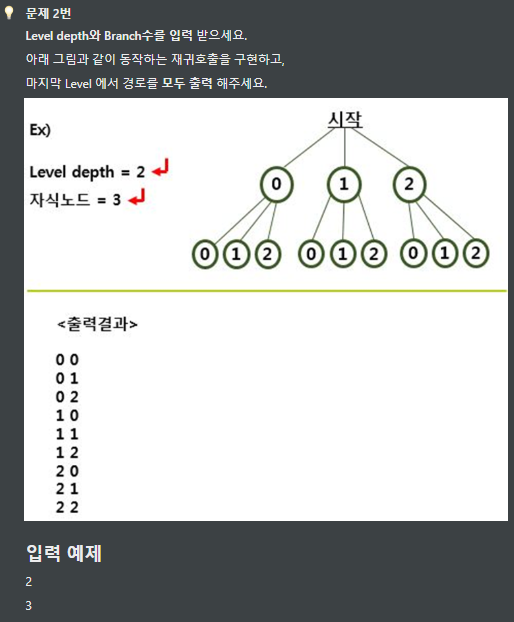 문제 2번
Level depth와 Branch수를 입력 받으세요.
아래 그림과 같이 동작하는 재귀호출을 구현하고,
마지막 Level 에서 경로를 모두 출력 해주세요.
Ex)
시작
Level depth = 2
자식노드 = 3
0 1 2
0 1 2 0 1 2 0 1 2
<출력결과>
0 0
0 1
0 2
1 0
1 1
1 2
2 0
2 1
2 2
입력 예제
2
3